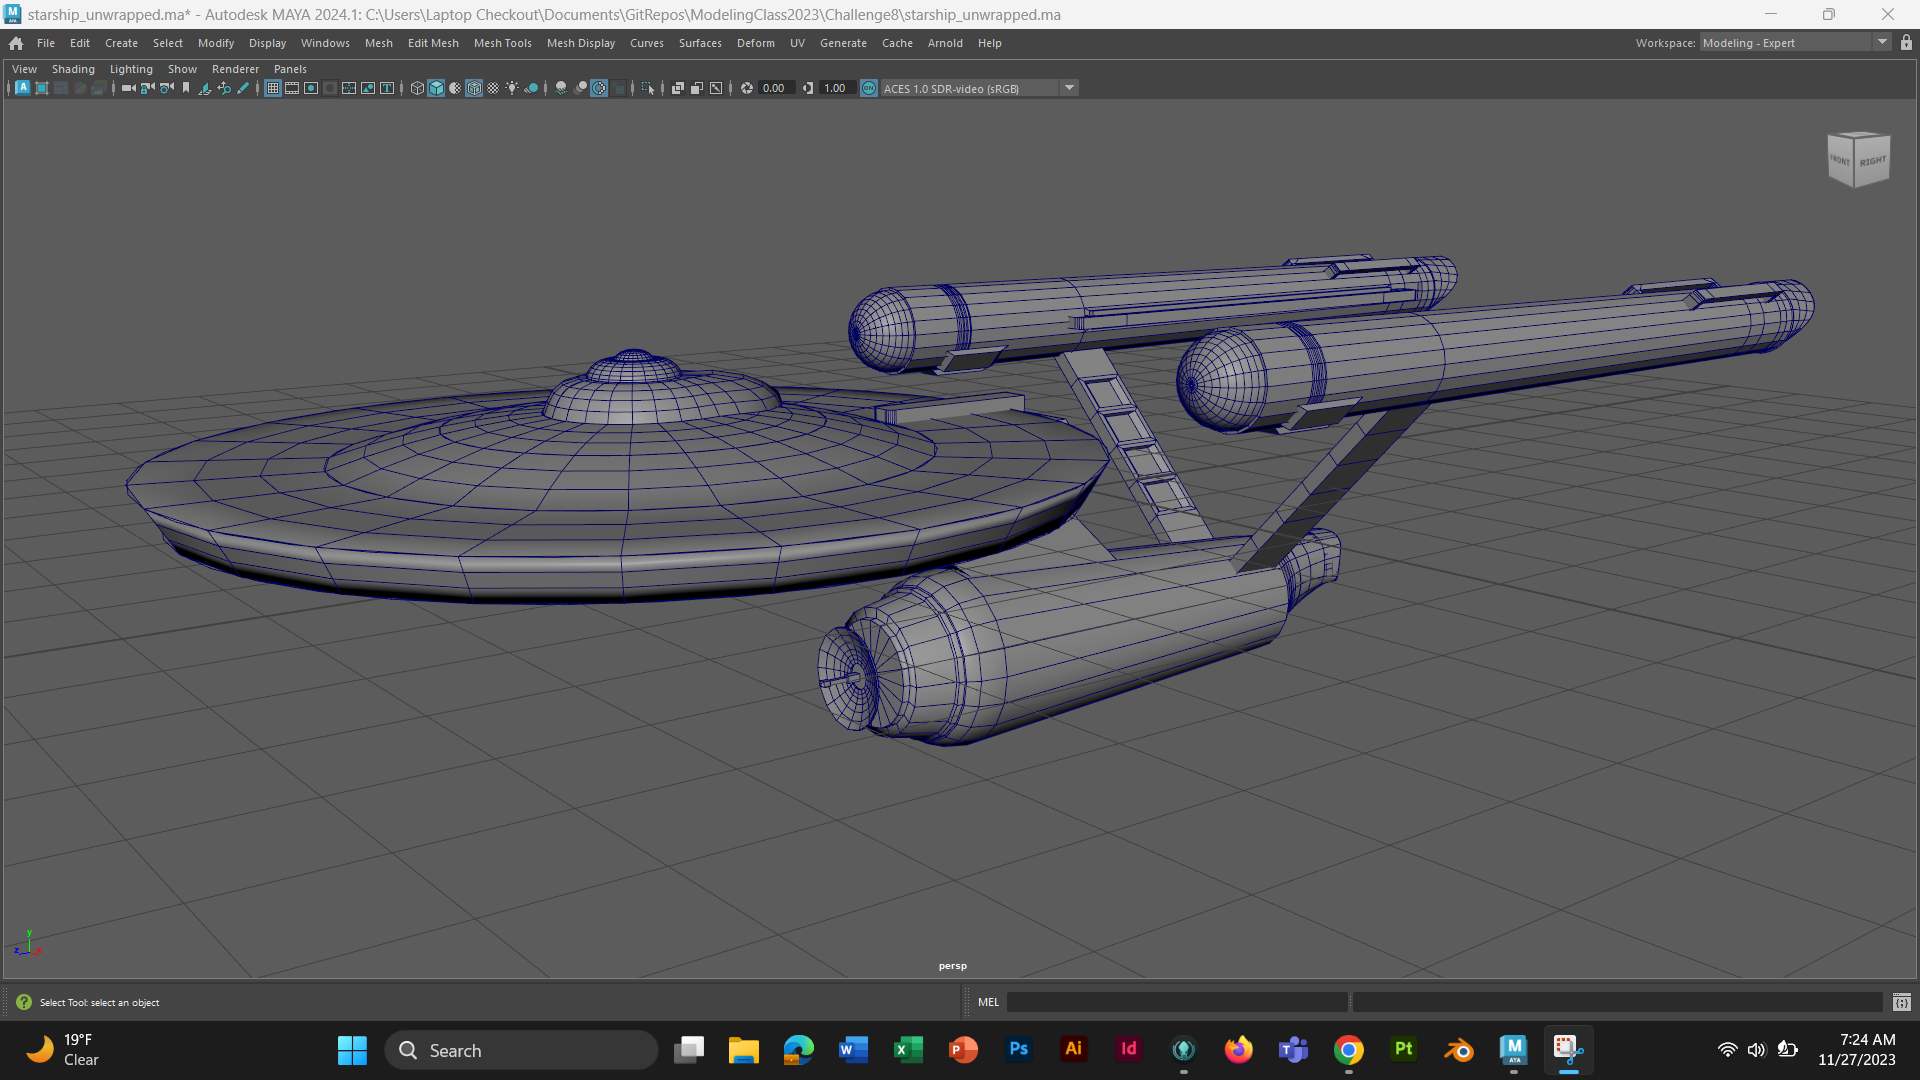 starship_unwrapped.ma* - Autodesk MAYA 2024.1: C:\Users\Laptop Checkout\Documents\GitRepos\ModelingClass2023\Challenge8\starship_unwrapped.ma
File Edit Create Select Modify Display Windows Mesh Edit Mesh Mesh Tools Mesh Display Curves Surfaces Deform UV Generate Cache Arnold Help
Workspace: Modeling - Expert
View Shading Lighting Show Renderer Panels
0.00 1.00 ON ACES 1.0 SDR-video (sRGB)
FRONT RIGHT
y
z x
persp
Select Tool: select an object
MEL
19°F
Clear
Search
Ps Ai Id Pt
M
AYA
7:24 AM
11/27/2023